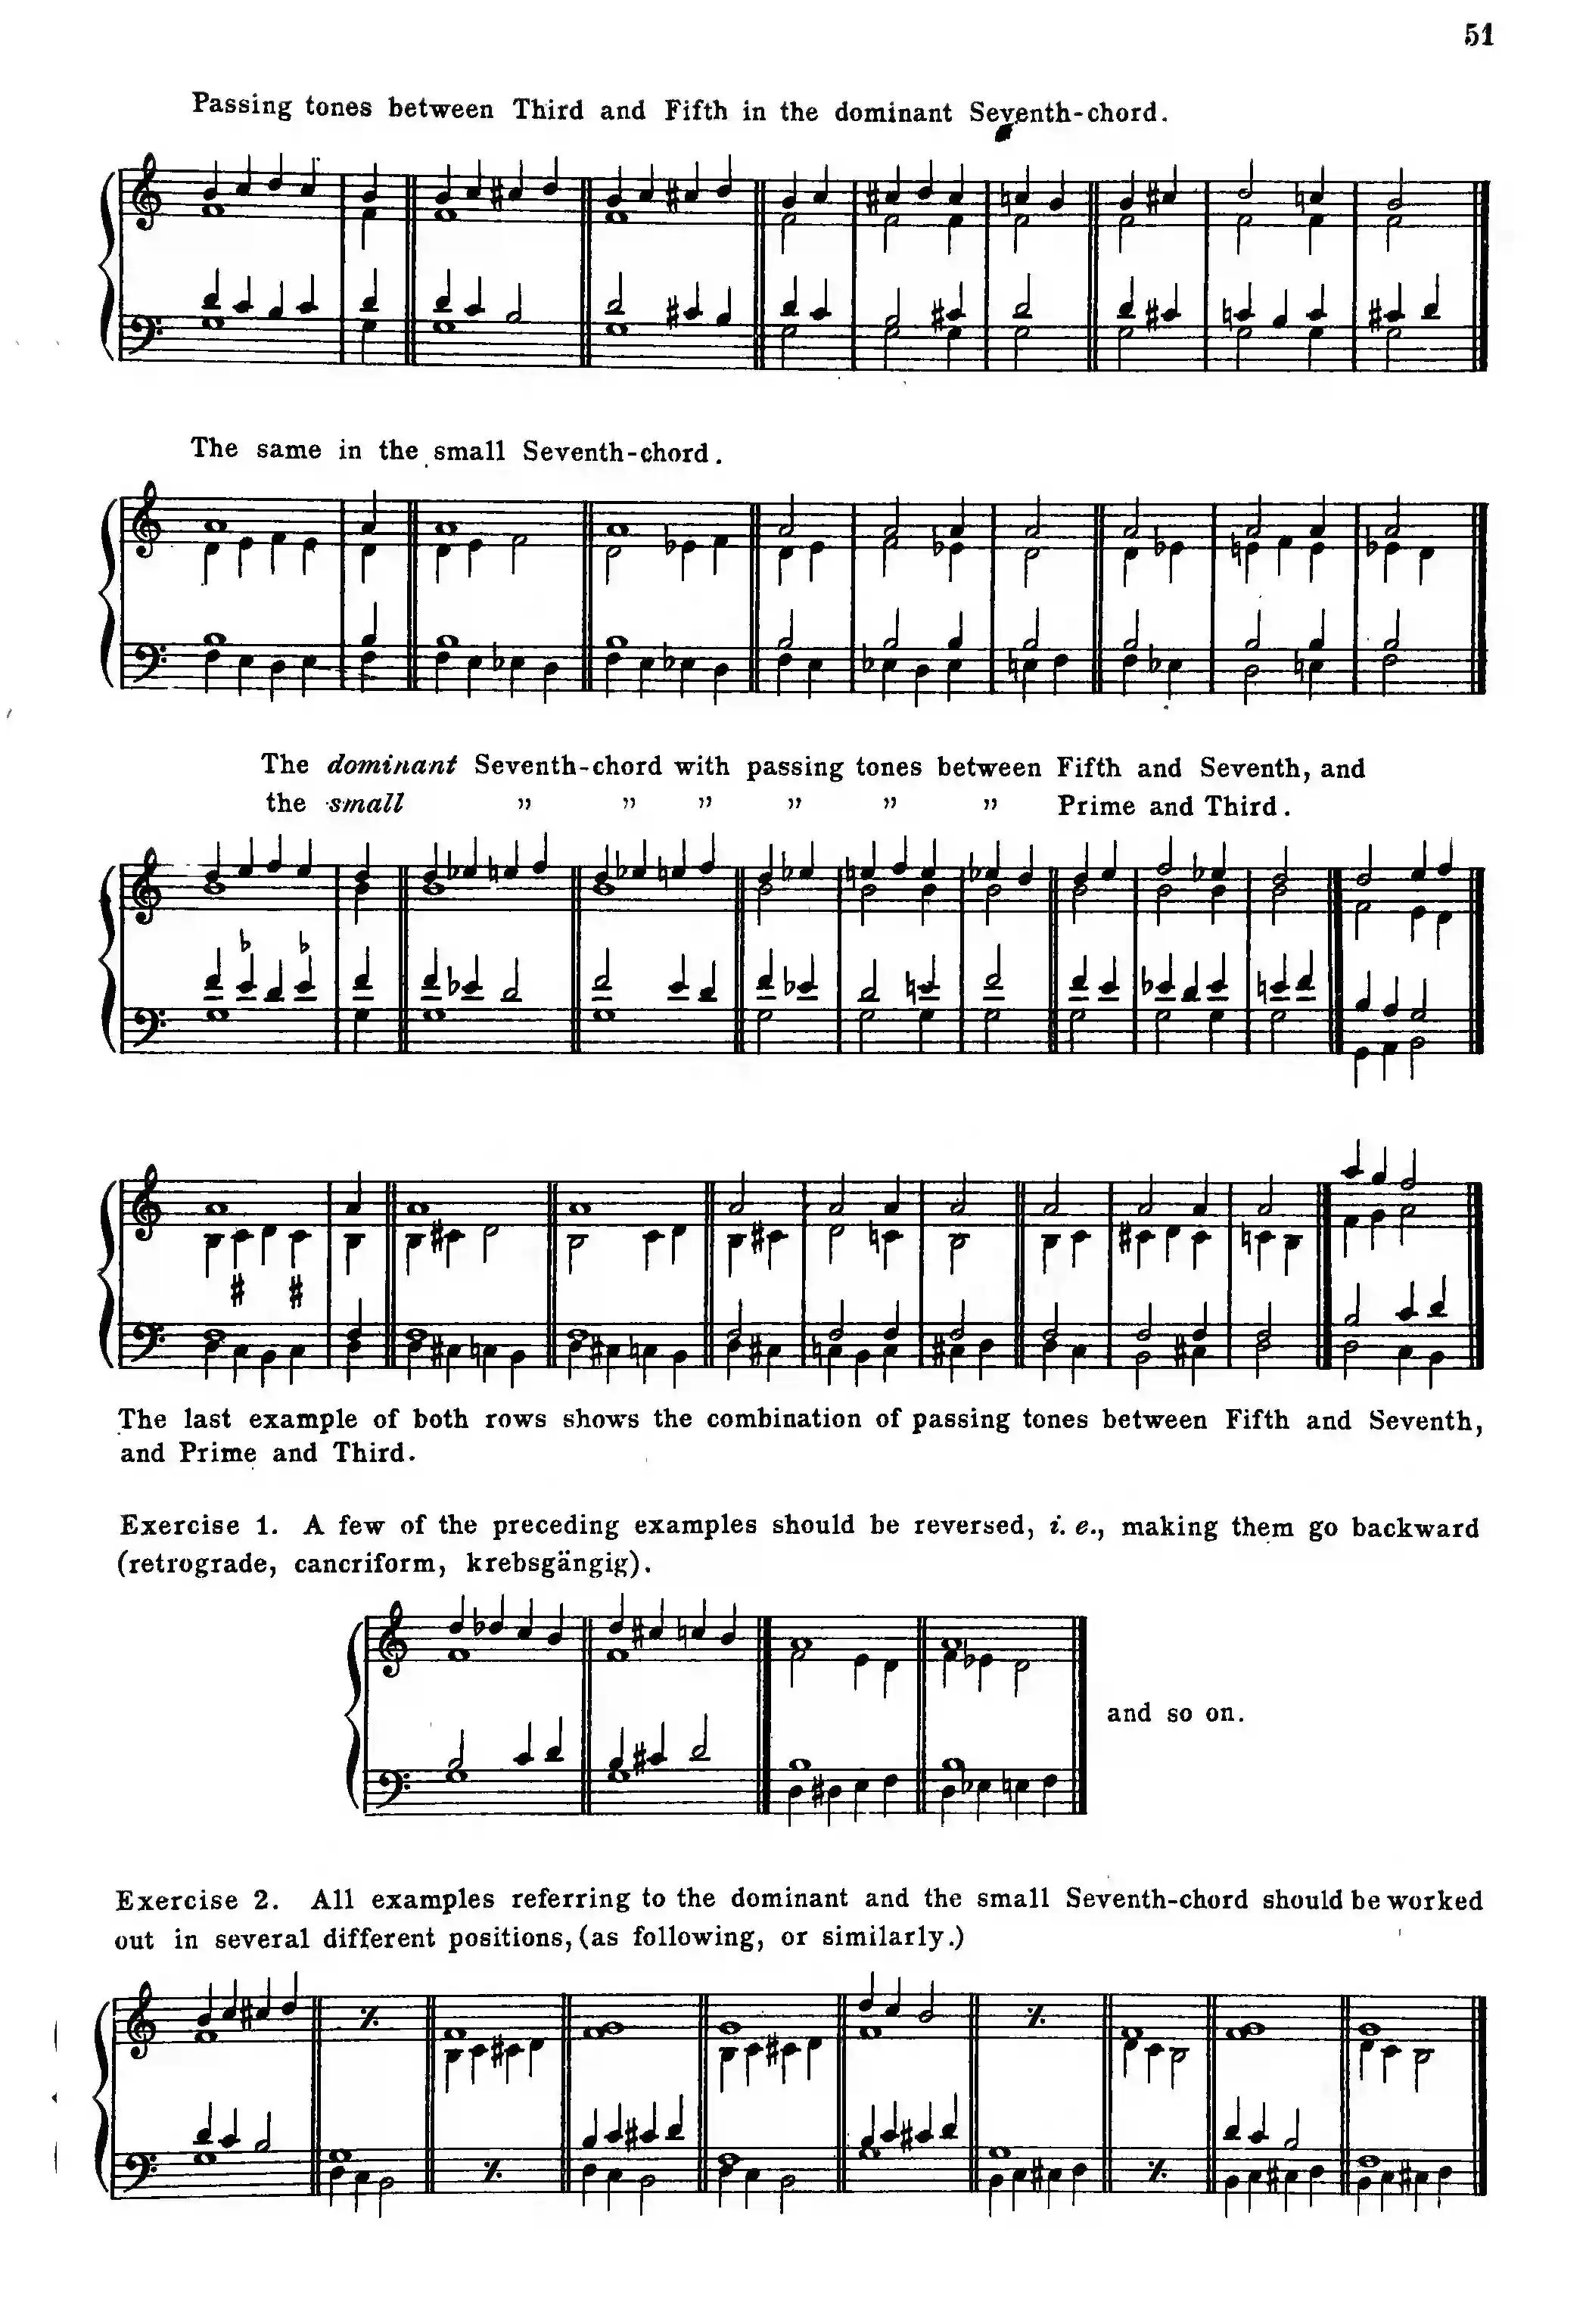 51
Passing tones between Third and Fifth in the dominant Seventh-chord.
The same in the small Seventh-chord.
The dominant Seventh-chord with passing tones between Fifth and Seventh, and
the small „ „ „ „ „ „ Prime and Third.
The last example of both rows shows the combination of passing tones between Fifth and Seventh,
and Prime and Third.
Exercise 1. A few of the preceding examples should be reversed, i. e., making them go backward
(retrograde, cancriform, krebsgängig).
and so on.
Exercise 2. All examples referring to the dominant and the small Seventh-chord should be worked
out in several different positions, (as following, or similarly.)